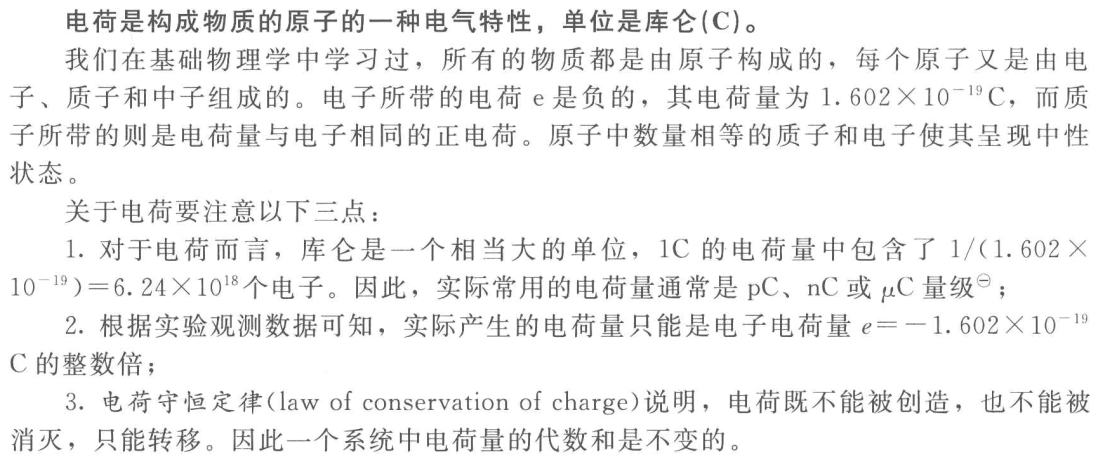 电荷是构成物质的原子的一种电气特性，单位是库仑(C)。
我们在基础物理学中学习过，所有的物质都是由原子构成的，每个原子又是由电
子、质子和中子组成的。电子所带的电荷 e 是负的，其电荷量为 1.602×10⁻¹⁹C，而质
子所带的则是电荷量与电子相同的正电荷。原子中数量相等的质子和电子使其呈现中性
状态。
关于电荷要注意以下三点：
1. 对于电荷而言，库仑是一个相当大的单位，1C 的电荷量中包含了 1/(1.602×
10⁻¹⁹)=6.24×10¹⁸个电子。因此，实际常用的电荷量通常是 pC、nC 或 μC 量级㊀；
2. 根据实验观测数据可知，实际产生的电荷量只能是电子电荷量 e=−1.602×10⁻¹⁹
C 的整数倍；
3. 电荷守恒定律(law of conservation of charge)说明，电荷既不能被创造，也不能被
消灭，只能转移。因此一个系统中电荷量的代数和是不变的。